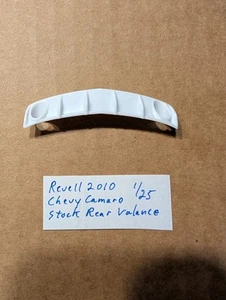 Revell 2010 1/25
Chevy Camaro
Stock Rear Valance